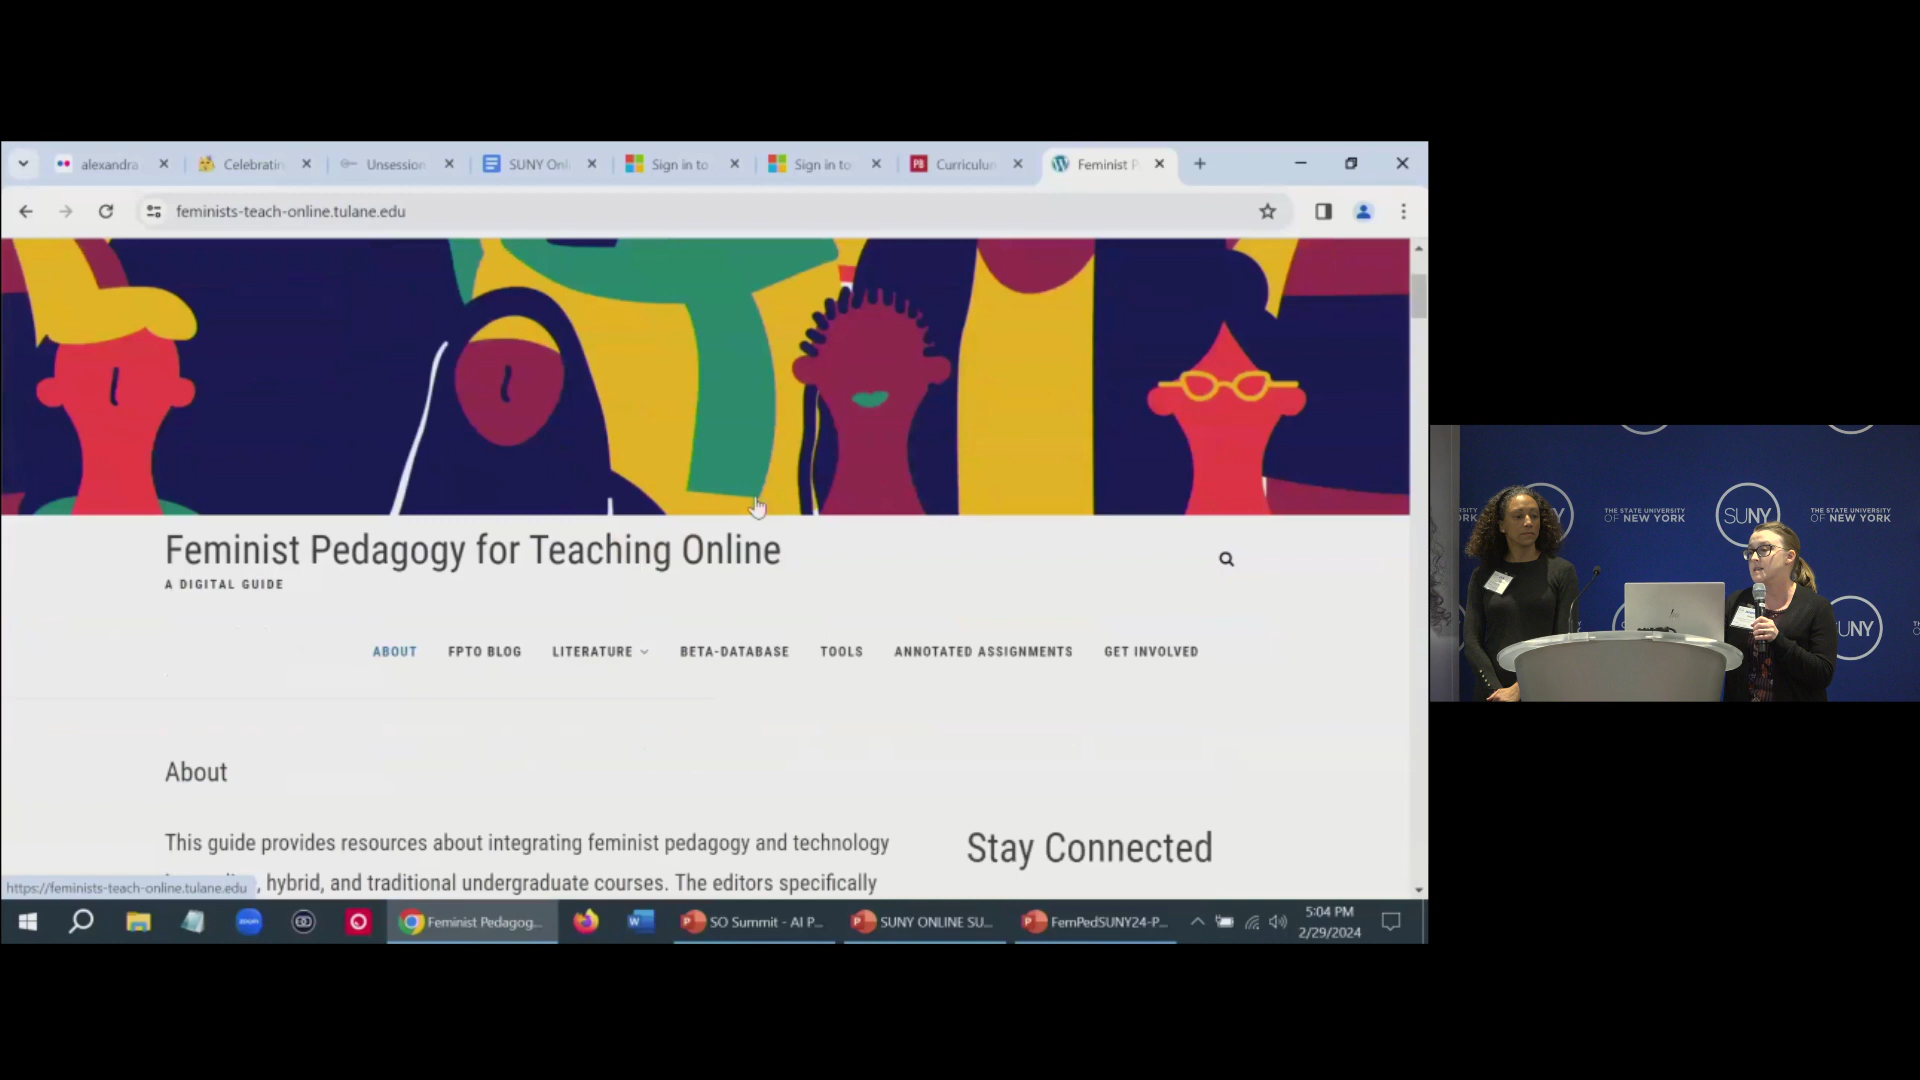 alexandra
Celebratin
Unsession
SUNY Onl
Sign in to
Sign in to
Curriculum
Feminist P
feminists-teach-online.tulane.edu
Feminist Pedagogy for Teaching Online
A DIGITAL GUIDE
ABOUT
FPTO BLOG
LITERATURE
BETA-DATABASE
TOOLS
ANNOTATED ASSIGNMENTS
GET INVOLVED
About
This guide provides resources about integrating feminist pedagogy and technology
, hybrid, and traditional undergraduate courses. The editors specifically
Stay Connected
https://feminists-teach-online.tulane.edu
zoom
Feminist Pedagog...
SO Summit - AI P...
SUNY ONLINE SU...
FemPedSUNY24-P...
5:04 PM
2/29/2024
THE STATE UNIVERSITY
OF NEW YORK
SUNY
THE STATE UNIVERSITY
OF NEW YORK
RK
SUNY